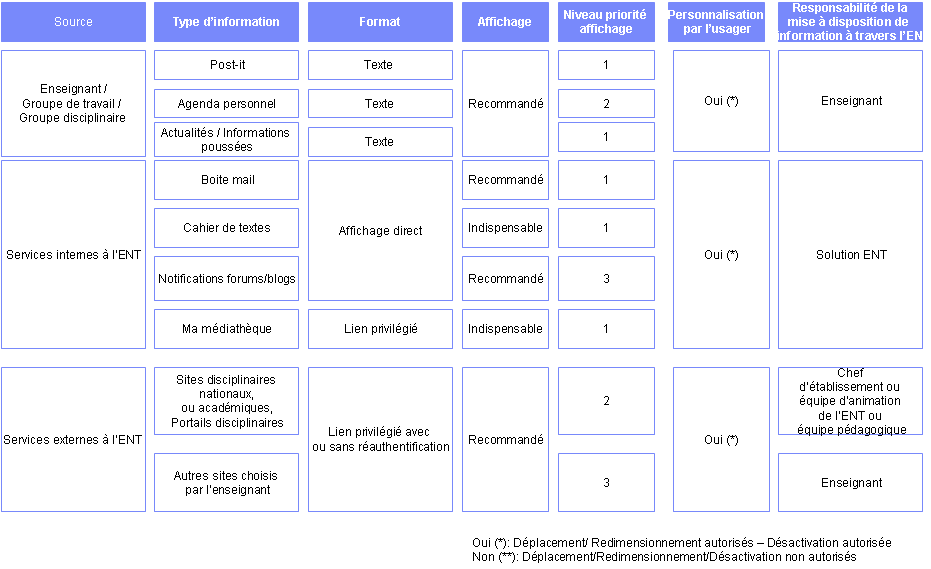 Source
Type d'information
Format
Affichage
Niveau priorité
affichage
Personnalisation
par l'usager
Responsabilité de la
mise à disposition de
information à travers l'EN
Enseignant /
Groupe de travail /
Groupe disciplinaire
Post-it
Texte
Recommandé
1
Oui (*)
Enseignant
Agenda personnel
Texte
2
Actualités / Informations
poussées
Texte
1
Services internes à l'ENT
Boite mail
Affichage direct
Recommandé
1
Oui (*)
Solution ENT
Cahier de textes
Indispensable
1
Notifications forums/blogs
Recommandé
3
Ma médiathèque
Lien privilégié
Indispensable
1
Services externes à l'ENT
Sites disciplinaires
nationaux,
ou académiques,
Portails disciplinaires
Lien privilégié avec
ou sans réauthentification
Recommandé
2
Oui (*)
Chef
d'établissement ou
équipe d'animation
de l'ENT ou
équipe pédagogique
Autres sites choisis
par l'enseignant
3
Enseignant
Oui (*): Déplacement/ Redimensionnement autorisés – Désactivation autorisée
Non (**): Déplacement/Redimensionnement/Désactivation non autorisés